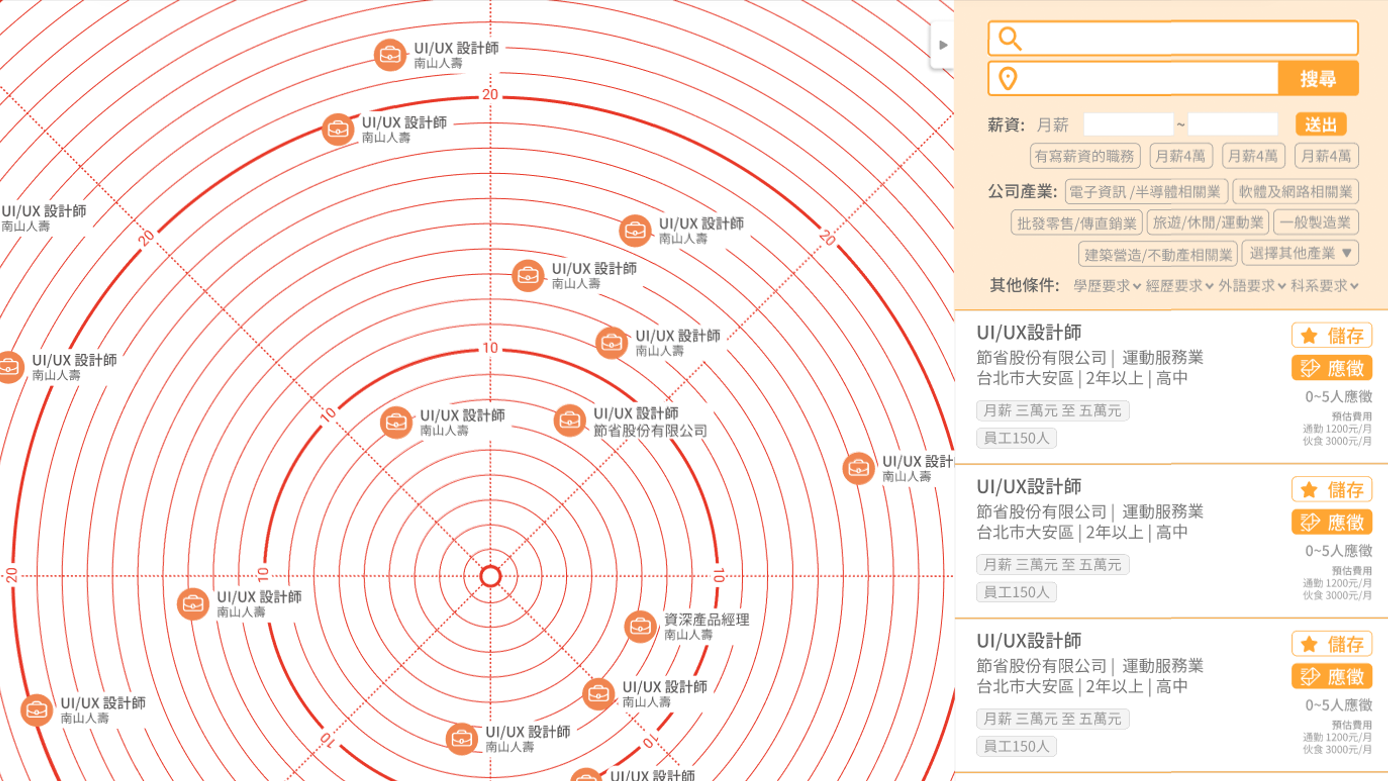 UI/UX 設計師
南山人壽
20
UI/UX 設計師
南山人壽
UI/UX 設計師
南山人壽
20
UI/UX 設計師
南山人壽
20
UI/UX 設計師
南山人壽
UI/UX 設計師
南山人壽
10
UI/UX 設計師
南山人壽
10
UI/UX 設計師
南山人壽
UI/UX 設計師
節省股份有限公司
UI/UX 設計
南山人壽
20
10
10
UI/UX 設計師
南山人壽
資深產品經理
南山人壽
UI/UX 設計師
南山人壽
UI/UX 設計師
南山人壽
UI/UX 設計師
南山人壽
10
10
UI/UX 設計師
搜尋
薪資: 月薪 ~ 送出
有寫薪資的職務 月薪4萬 月薪4萬 月薪4萬
公司產業: 電子資訊 /半導體相關業 軟體及網路相關業
批發零售/傳直銷業 旅遊/休閒/運動業 一般製造業
建築營造/不動產相關業 選擇其他產業 ▼
其他條件: 學歷要求 經歷要求 外語要求 科系要求
UI/UX設計師
儲存
節省股份有限公司 | 運動服務業
應徵
台北市大安區 | 2年以上 | 高中
0~5人應徵
月薪 三萬元 至 五萬元
預估費用
通勤 1200元/月
員工150人
伙食 3000元/月
UI/UX設計師
儲存
節省股份有限公司 | 運動服務業
應徵
台北市大安區 | 2年以上 | 高中
0~5人應徵
月薪 三萬元 至 五萬元
預估費用
通勤 1200元/月
員工150人
伙食 3000元/月
UI/UX設計師
儲存
節省股份有限公司 | 運動服務業
應徵
台北市大安區 | 2年以上 | 高中
0~5人應徵
月薪 三萬元 至 五萬元
預估費用
通勤 1200元/月
員工150人
伙食 3000元/月